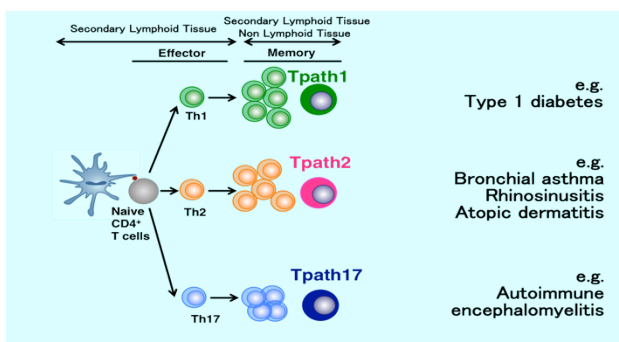 Secondary Lymphoid Tissue
Secondary Lymphoid Tissue
Non Lymphoid Tissue
Effector
Memory
Tpath1
Th1
e.g.
Type 1 diabetes
Tpath2
Th2
Naive
CD4⁺
T cells
e.g.
Bronchial asthma
Rhinosinusitis
Atopic dermatitis
Tpath17
Th17
e.g.
Autoimmune
encephalomyelitis